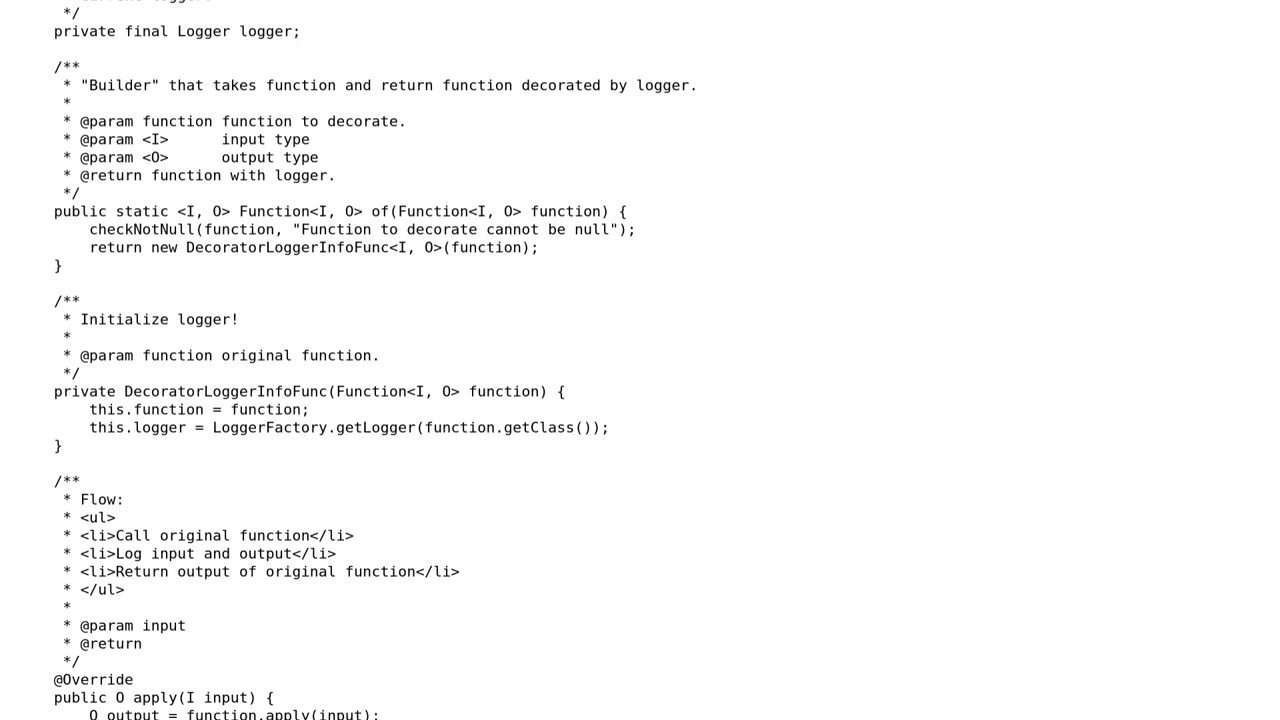 */
private final Logger logger;
/**
* "Builder" that takes function and return function decorated by logger.
*
* @param function function to decorate.
* @param <I>      input type
* @param <O>      output type
* @return function with logger.
*/
public static <I, O> Function<I, O> of(Function<I, O> function) {
checkNotNull(function, "Function to decorate cannot be null");
return new DecoratorLoggerInfoFunc<I, O>(function);
}
/**
* Initialize logger!
*
* @param function original function.
*/
private DecoratorLoggerInfoFunc(Function<I, O> function) {
this.function = function;
this.logger = LoggerFactory.getLogger(function.getClass());
}
/**
* Flow:
* <ul>
* <li>Call original function</li>
* <li>Log input and output</li>
* <li>Return output of original function</li>
* </ul>
*
* @param input
* @return
*/
@Override
public O apply(I input) {
O output = function.apply(input);